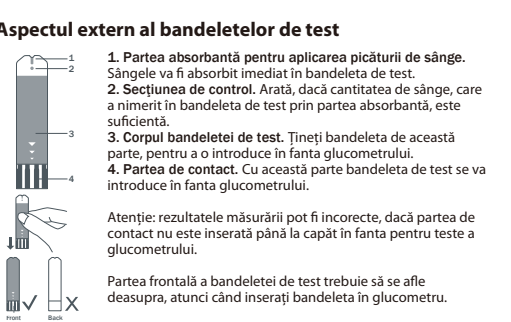 Aspectul extern al bandeletelor de test
1. Partea absorbantă pentru aplicarea picăturii de sânge.
Sângele va fi absorbit imediat în bandeleta de test.
2. Secțiunea de control. Arată, dacă cantitatea de sânge, care
a nimerit în bandeleta de test prin partea absorbantă, este
suficientă.
3. Corpul bandeletei de test. Țineți bandeleta de această
parte, pentru a o introduce în fanta glucometrului.
4. Partea de contact. Cu această parte bandeleta de test se va
introduce în fanta glucometrului.
Atenție: rezultatele măsurării pot fi incorecte, dacă partea de
contact nu este inserată până la capăt în fanta pentru teste a
glucometrului.
Partea frontală a bandeletei de test trebuie să se afle
deasupra, atunci când inserați bandeleta în glucometru.
1
2
3
4
Front
Back